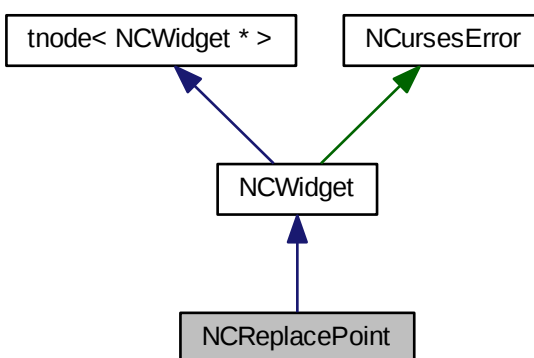 tnode< NCWidget * >
NCursesError
NCWidget
NCReplacePoint